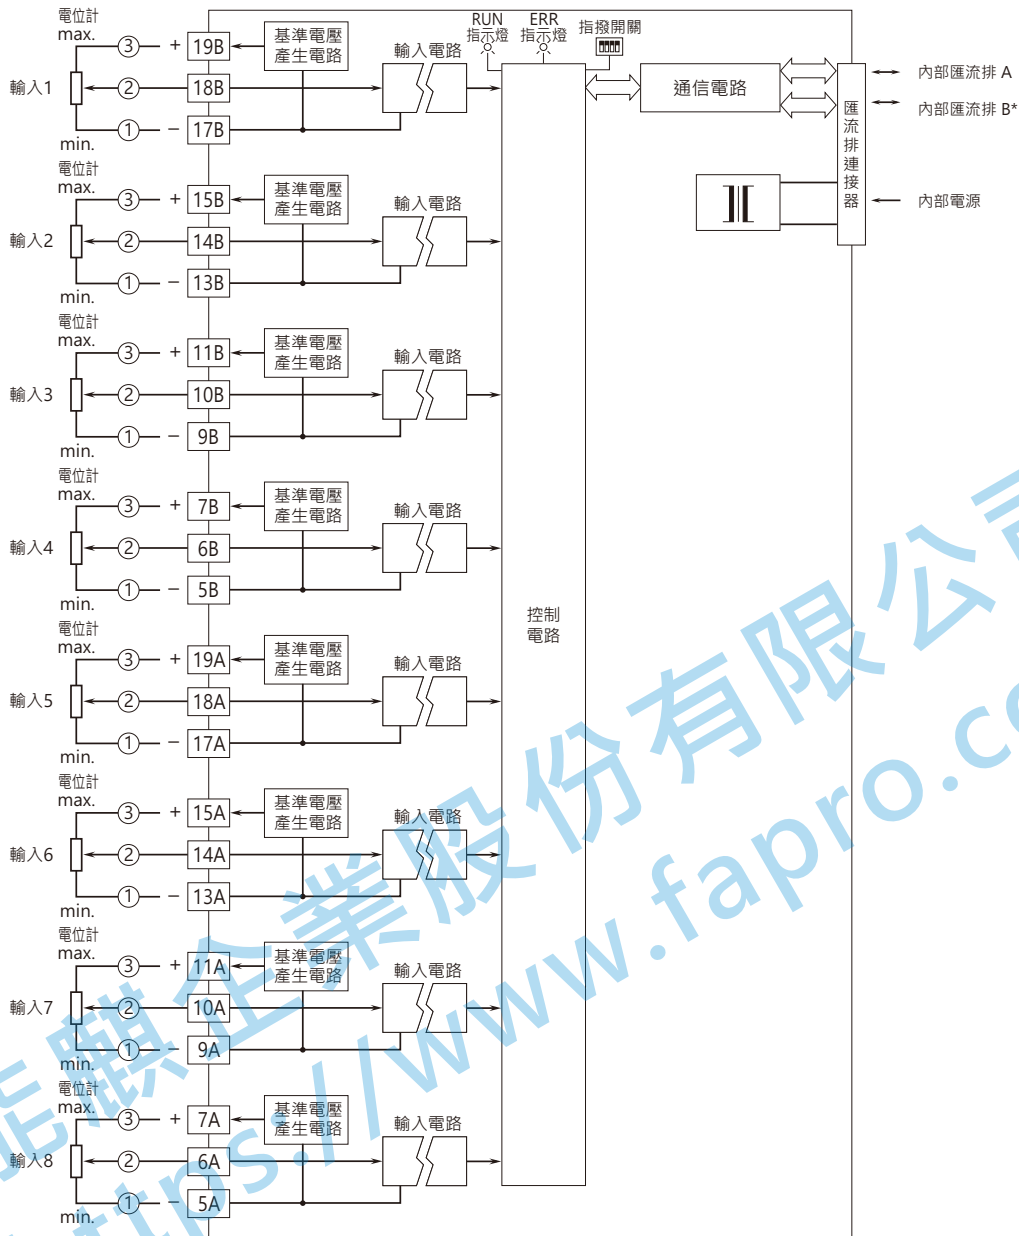 電位計
max.
輸入1
③ + 19B
② 18B
① − 17B
min.
基準電壓
產生電路
輸入電路
RUN
指示燈
ERR
指示燈
指撥開關
通信電路
匯流排連接器
內部匯流排 A
內部匯流排 B*
內部電源
控制
電路
電位計
max.
輸入2
③ + 15B
② 14B
① − 13B
min.
基準電壓
產生電路
輸入電路
電位計
max.
輸入3
③ + 11B
② 10B
① − 9B
min.
基準電壓
產生電路
輸入電路
電位計
max.
輸入4
③ + 7B
② 6B
① − 5B
min.
基準電壓
產生電路
輸入電路
電位計
max.
輸入5
③ + 19A
② 18A
① − 17A
min.
基準電壓
產生電路
輸入電路
電位計
max.
輸入6
③ + 15A
② 14A
① − 13A
min.
基準電壓
產生電路
輸入電路
電位計
max.
輸入7
③ + 11A
② 10A
① − 9A
min.
基準電壓
產生電路
輸入電路
電位計
max.
輸入8
③ + 7A
② 6A
① − 5A
min.
基準電壓
產生電路
輸入電路
麒企業股份有限公司
https://www.fapro.co